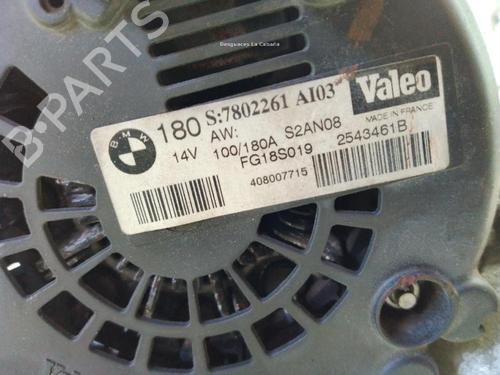 Desguaces La Cabaña
B-PARTS
BMW
180 S:7802261 AI03 Valeo
AW:
MADE IN FRANCE
14V 100/180A S2AN08 2543461B
FG18S019
408007715